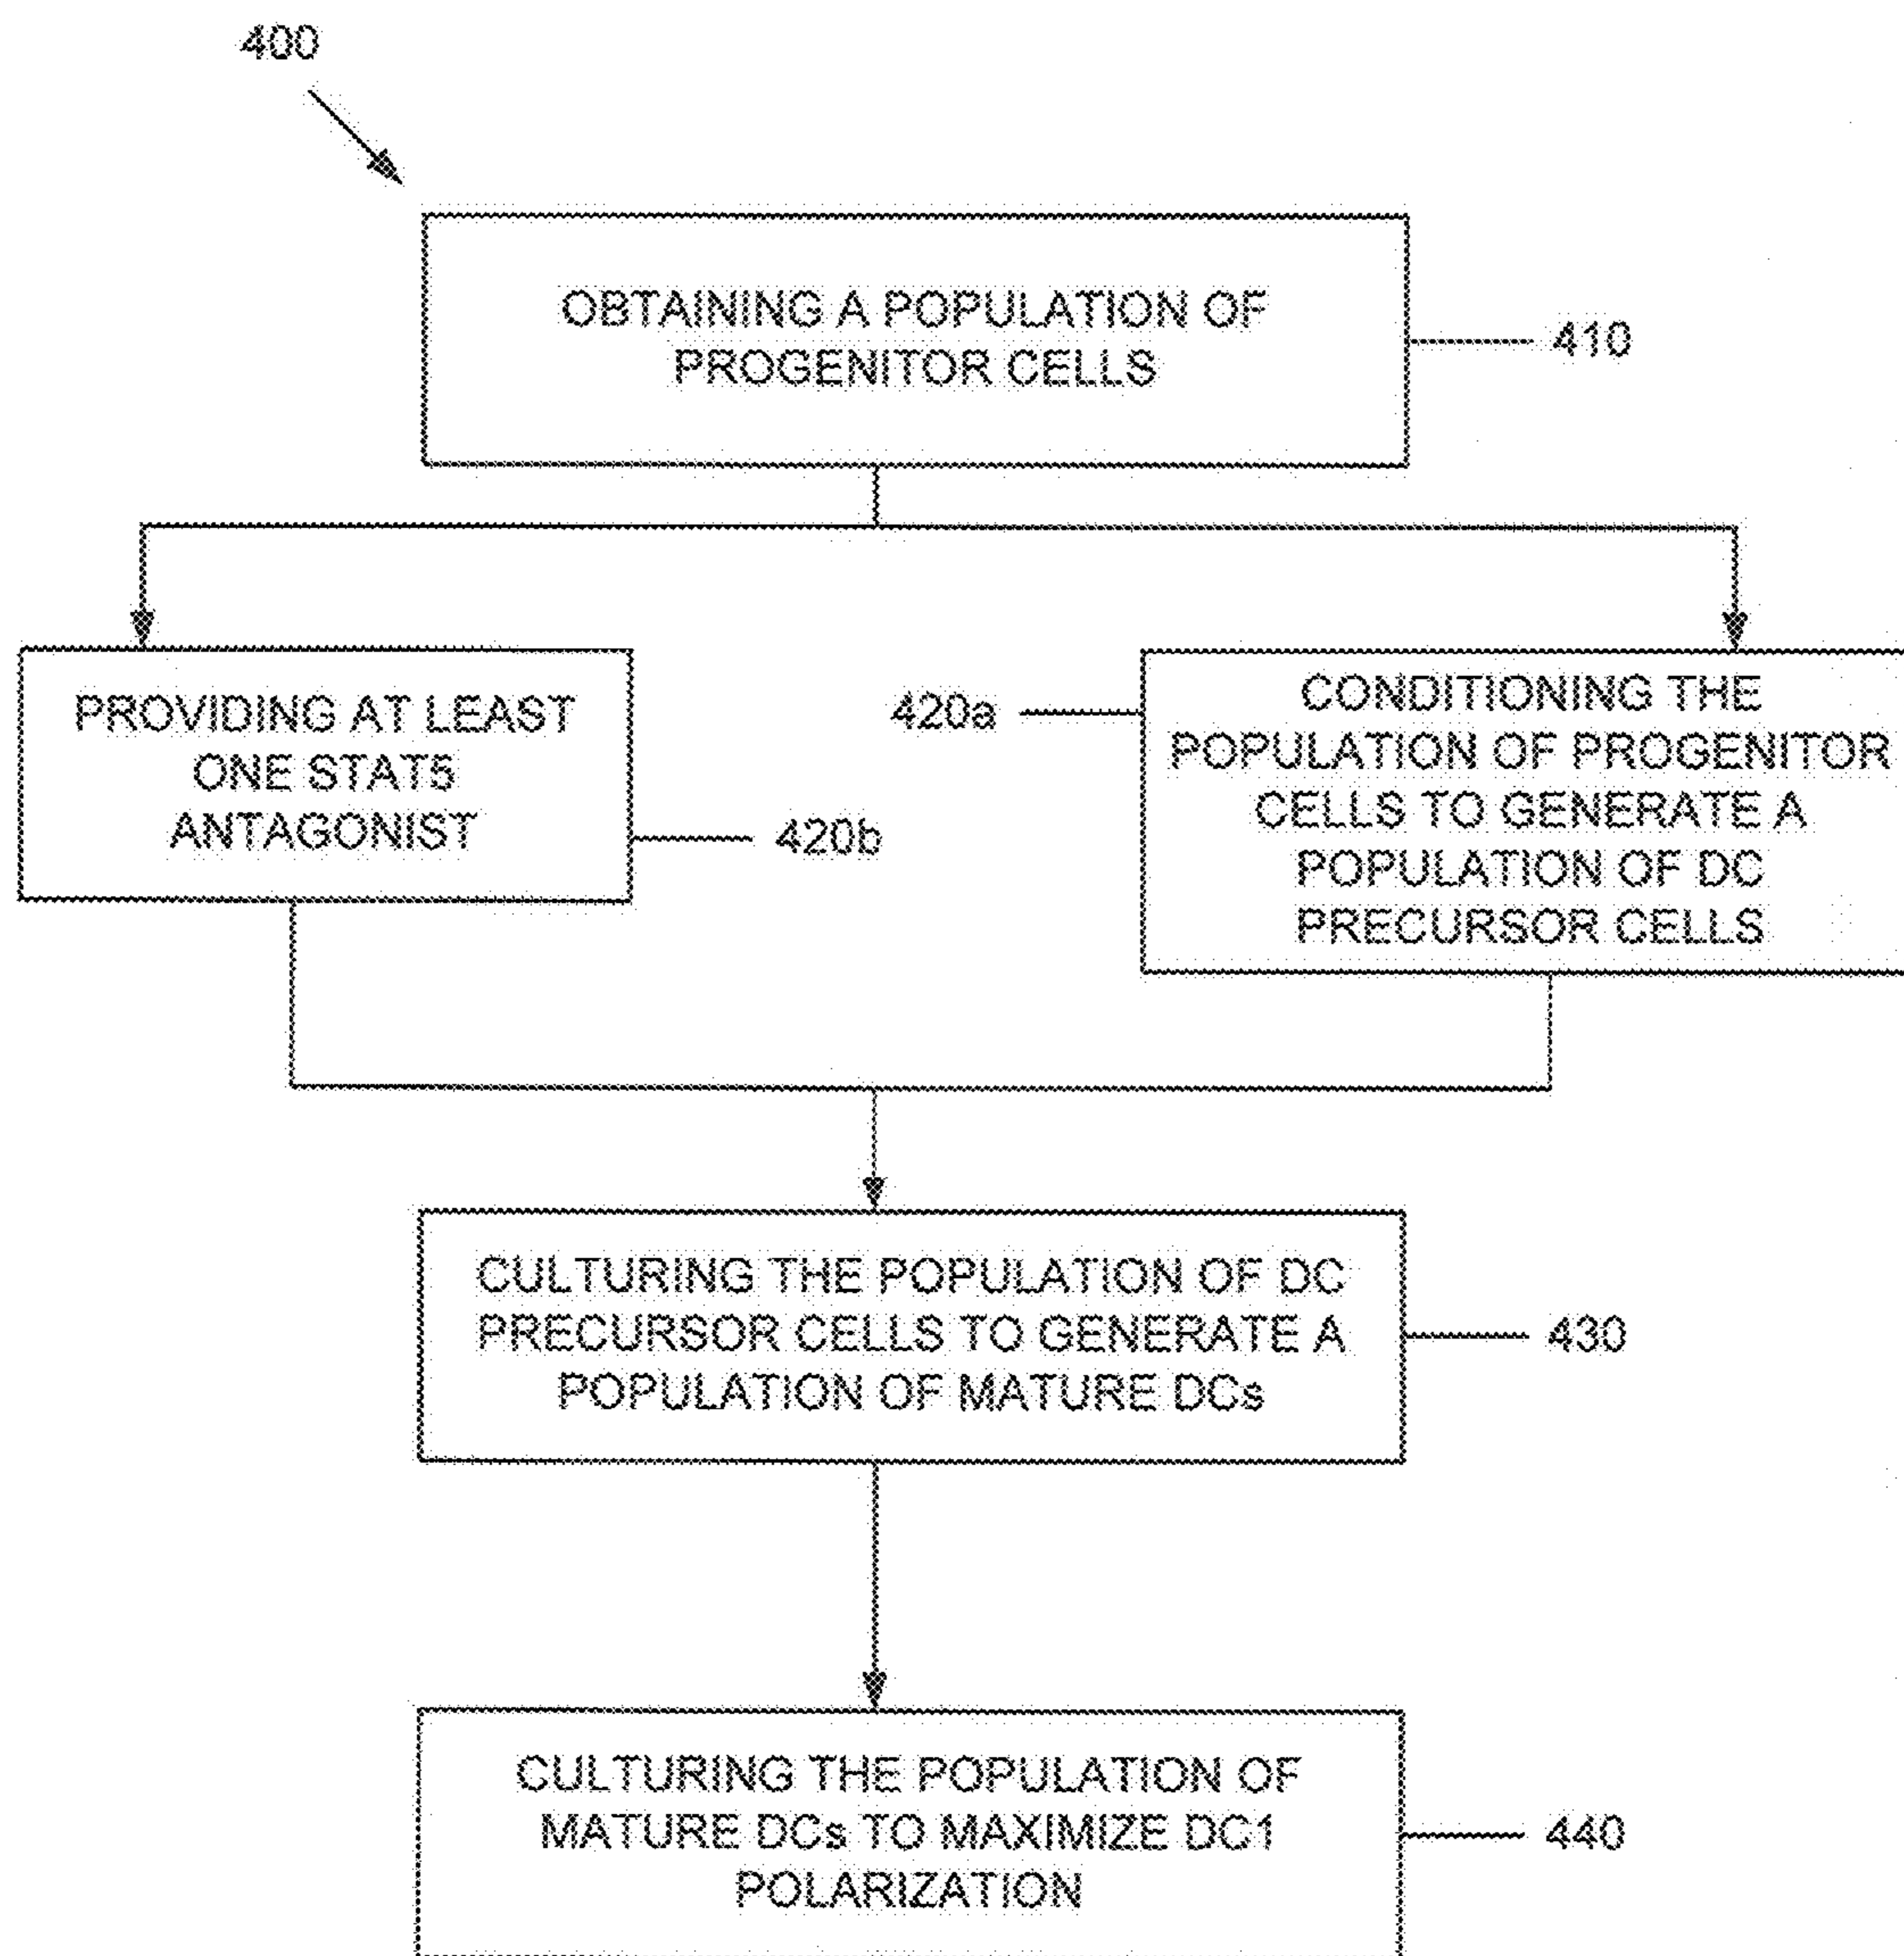 400
OBTAINING A POPULATION OF
PROGENITOR CELLS
410
PROVIDING AT LEAST
ONE STAT5
ANTAGONIST
420b
420a
CONDITIONING THE
POPULATION OF PROGENITOR
CELLS TO GENERATE A
POPULATION OF DC
PRECURSOR CELLS
CULTURING THE POPULATION OF DC
PRECURSOR CELLS TO GENERATE A
POPULATION OF MATURE DCs
430
CULTURING THE POPULATION OF
MATURE DCs TO MAXIMIZE DC1
POLARIZATION
440